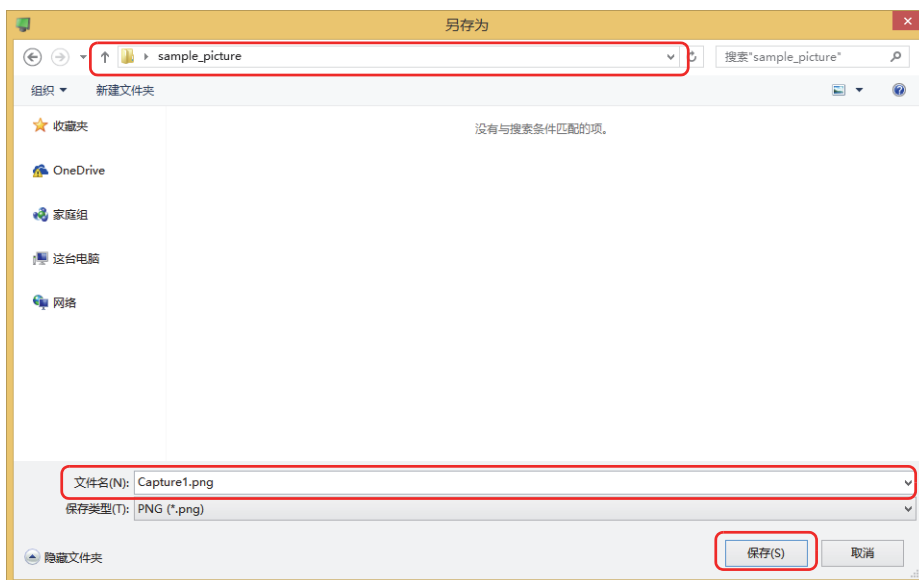 另存为
sample_picture
搜索"sample_picture"
组织
新建文件夹
收藏夹
没有与搜索条件匹配的项。
OneDrive
家庭组
这台电脑
网络
文件名(N): Capture1.png
保存类型(T): PNG (*.png)
隐藏文件夹
保存(S)
取消